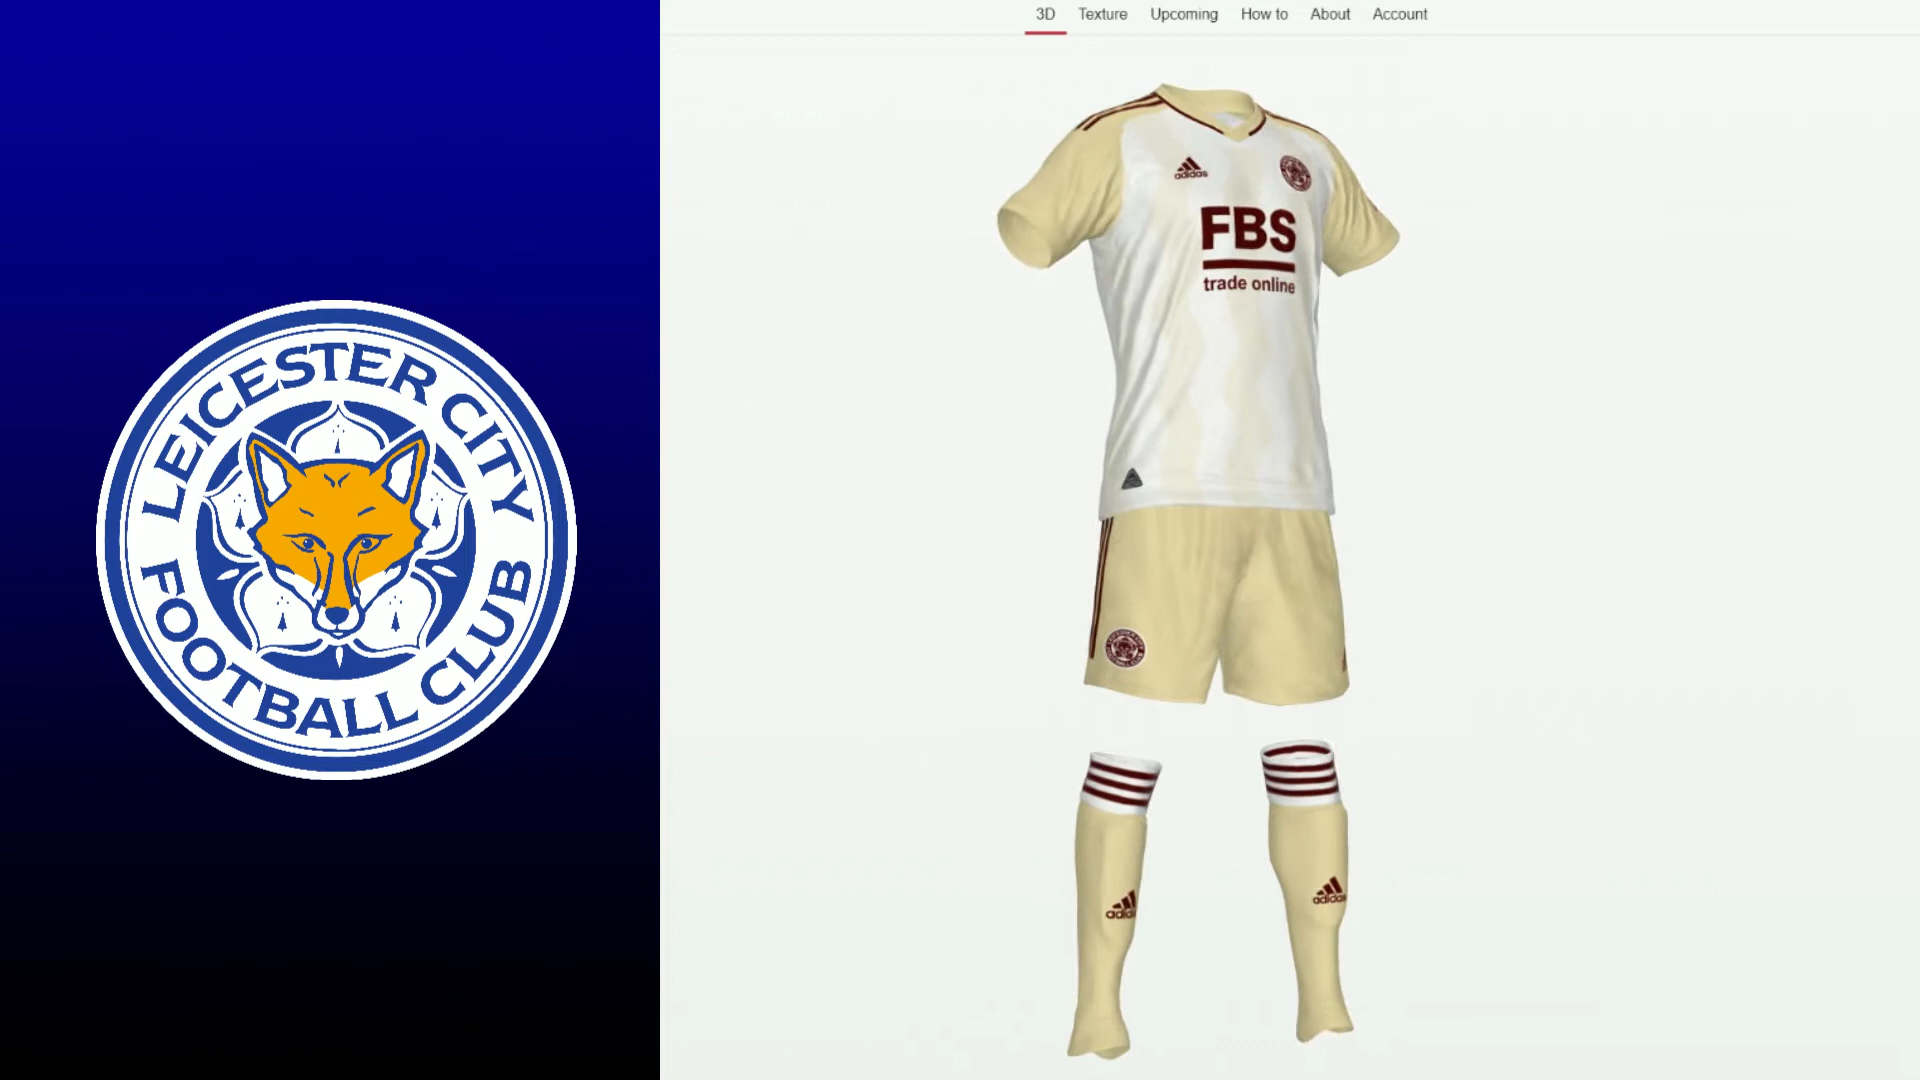 3D Texture Upcoming How to About Account
LEICESTER CITY
FOOTBALL CLUB
adidas
FBS
trade online
adidas
adidas